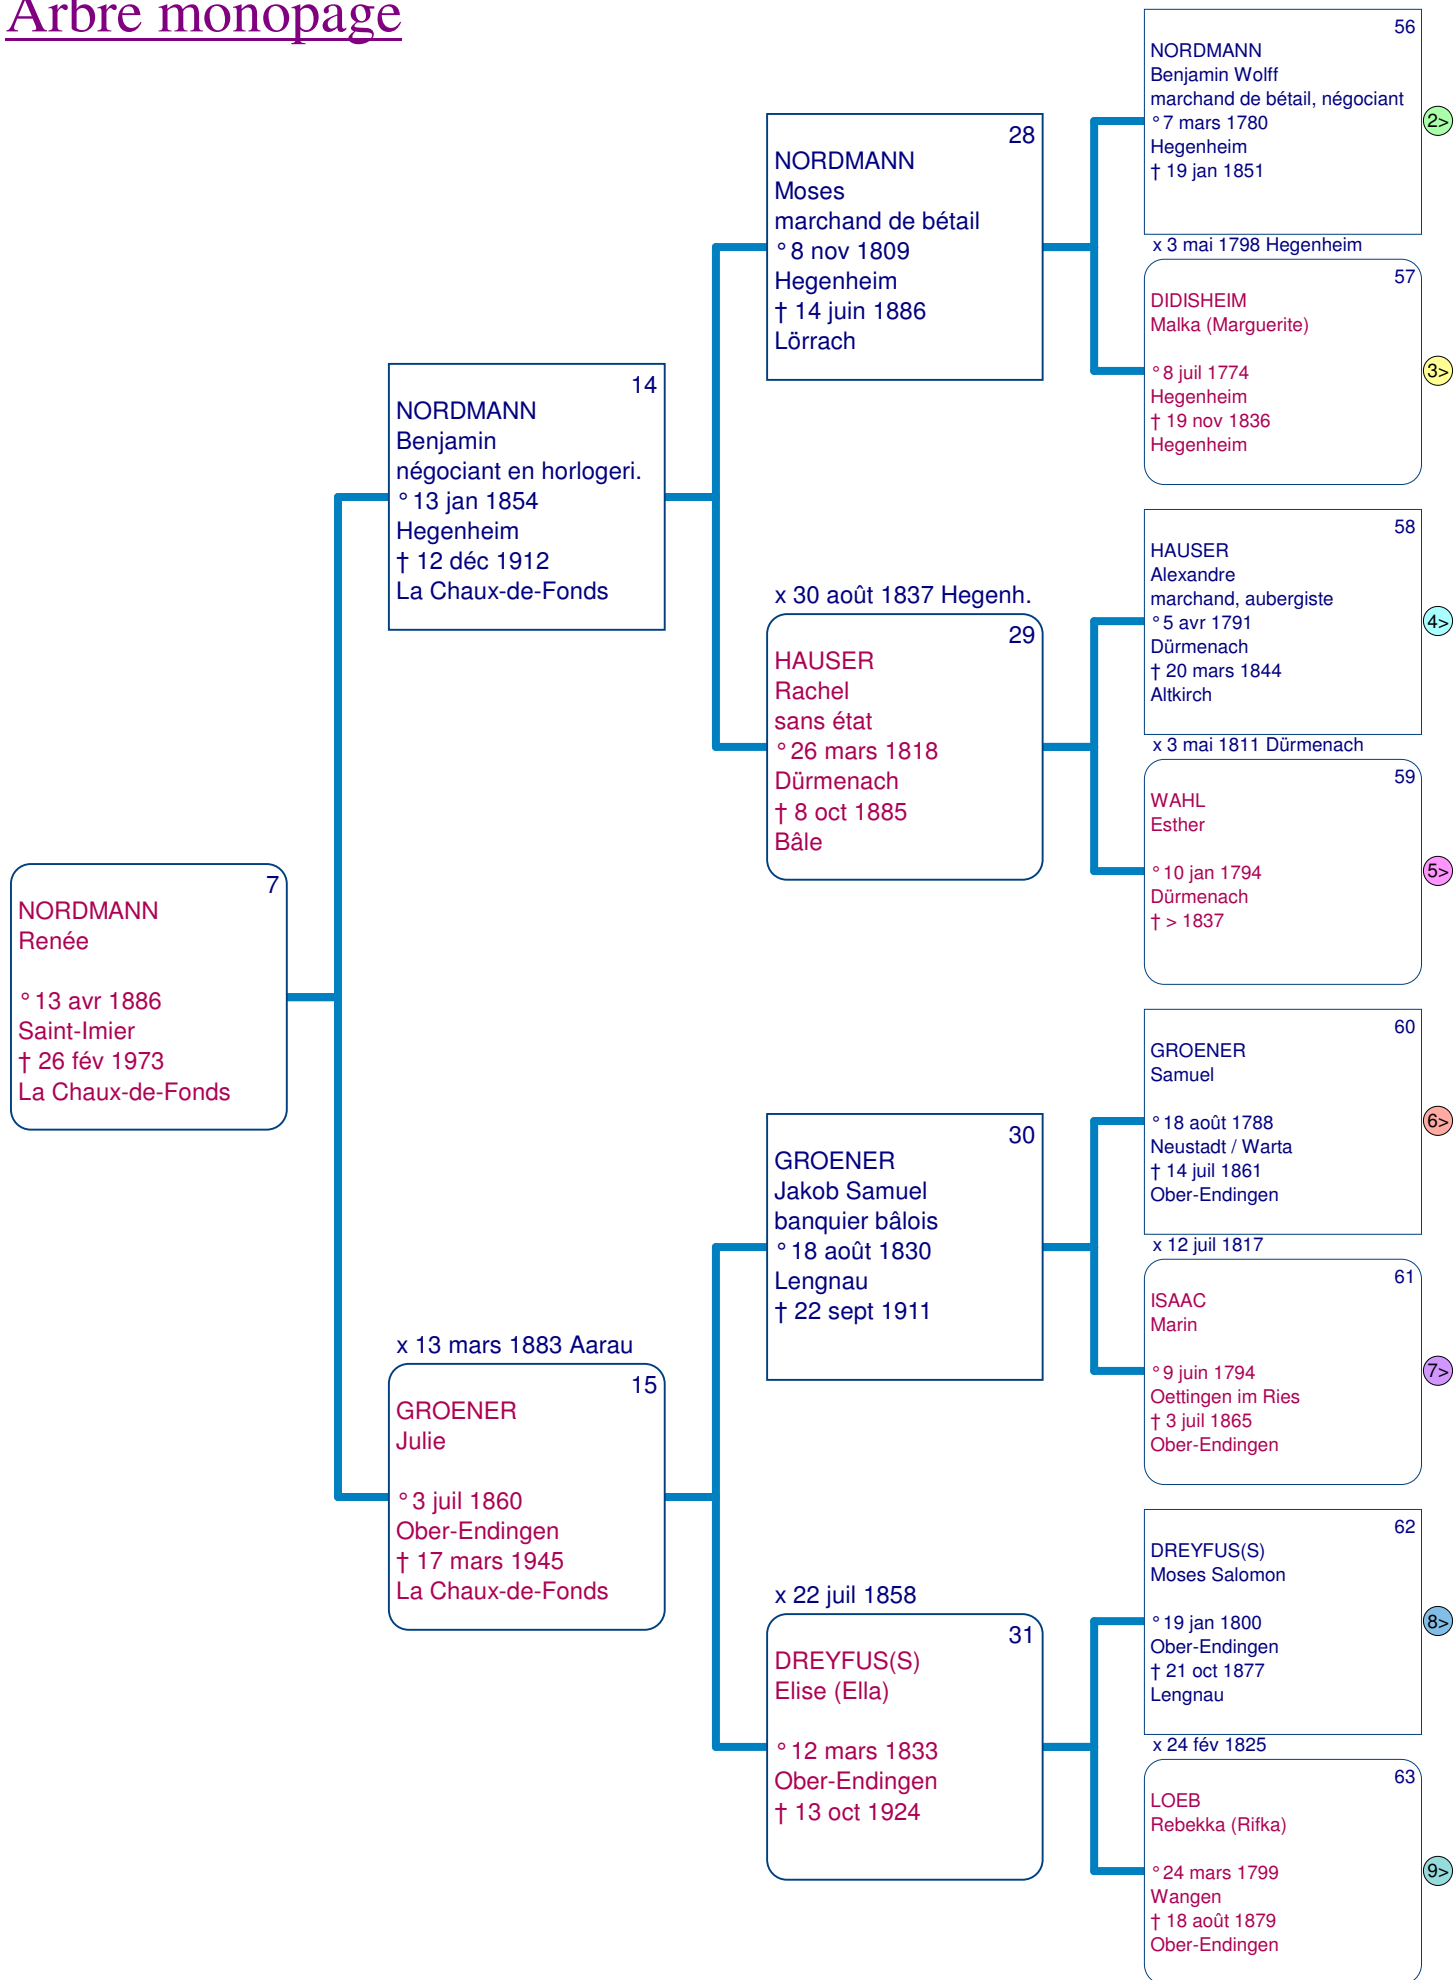 Arbre monopage
7
NORDMANN
Renée
° 13 avr 1886
Saint-Imier
† 26 fév 1973
La Chaux-de-Fonds
14
NORDMANN
Benjamin
négociant en horlogeri.
° 13 jan 1854
Hegenheim
† 12 déc 1912
La Chaux-de-Fonds
x 13 mars 1883 Aarau
15
GROENER
Julie
° 3 juil 1860
Ober-Endingen
† 17 mars 1945
La Chaux-de-Fonds
28
NORDMANN
Moses
marchand de bétail
° 8 nov 1809
Hegenheim
† 14 juin 1886
Lörrach
x 30 août 1837 Hegenh.
29
HAUSER
Rachel
sans état
° 26 mars 1818
Dürmenach
† 8 oct 1885
Bâle
30
GROENER
Jakob Samuel
banquier bâlois
° 18 août 1830
Lengnau
† 22 sept 1911
x 22 juil 1858
31
DREYFUS(S)
Elise (Ella)
° 12 mars 1833
Ober-Endingen
† 13 oct 1924
56
NORDMANN
Benjamin Wolff
marchand de bétail, négociant
° 7 mars 1780
Hegenheim
† 19 jan 1851
2>
x 3 mai 1798 Hegenheim
57
DIDISHEIM
Malka (Marguerite)
° 8 juil 1774
Hegenheim
† 19 nov 1836
Hegenheim
3>
58
HAUSER
Alexandre
marchand, aubergiste
° 5 avr 1791
Dürmenach
† 20 mars 1844
Altkirch
4>
x 3 mai 1811 Dürmenach
59
WAHL
Esther
° 10 jan 1794
Dürmenach
† > 1837
5>
60
GROENER
Samuel
° 18 août 1788
Neustadt / Warta
† 14 juil 1861
Ober-Endingen
6>
x 12 juil 1817
61
ISAAC
Marin
° 9 juin 1794
Oettingen im Ries
† 3 juil 1865
Ober-Endingen
7>
62
DREYFUS(S)
Moses Salomon
° 19 jan 1800
Ober-Endingen
† 21 oct 1877
Lengnau
8>
x 24 fév 1825
63
LOEB
Rebekka (Rifka)
° 24 mars 1799
Wangen
† 18 août 1879
Ober-Endingen
9>